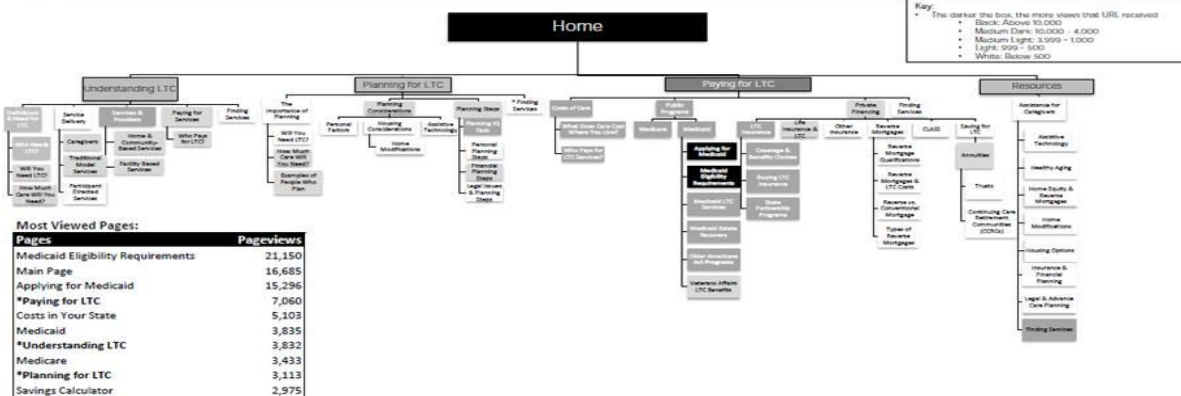 Key:
• The darker the box, the more views that URL received
• Black: Above 10,000
• Medium Dark: 10,000 - 4,000
• Medium Light: 3,999 - 1,000
• Light: 999 - 500
• White: Below 500
Home
Understanding LTC
Planning for LTC
Paying for LTC
Resources
Definitions
& Need for
LTC
Who Needs
LTC?
Will You
Need LTC?
How Much
Care Will You
Need?
Service
Delivery
Caregivers
Traditional
Model
Services
Participant
Directed
Services
Services &
Providers
Home &
Community-
Based Services
Facility Based
Services
Paying for
Services
Who Pays
for LTC?
Finding
Services
The
Importance of
Planning
Will You
Need LTC?
How Much
Care Will
You Need?
Examples of
People Who
Plan
Planning
Considerations
Personal
Factors
Housing
Considerations
Home
Modifications
Assistive
Technology
Planning Steps
Planning IQ
Quiz
Personal
Planning
Steps
Financial
Planning
Steps
Legal Issues
& Planning
Steps
* Finding
Services
Costs of Care
What Does Care Cost
Where You Live?
Who Pays for
LTC Services?
Public
Programs
Medicare
Medicaid
Applying for
Medicaid
Medicaid
Eligibility
Requirements
Medicaid LTC
Services
Medicaid Estate
Recovery
Older Americans
Act Programs
Veterans Affairs
LTC Benefits
Private
Financing
LTC
Insurance
Coverage &
Benefits Choices
Buying LTC
Insurance
State
Partnership
Programs
Life
Insurance &
LTC
Other
Insurance
Reverse
Mortgages
Reverse
Mortgage
Qualifications
Reverse
Mortgages &
LTC Costs
Reverse vs.
Conventional
Mortgage
Types of
Reverse
Mortgages
CLASS
Saving for
LTC
Annuities
Trusts
Continuing Care
Retirement
Communities
(CCRCs)
Finding
Services
Assistance for
Caregivers
Assistive
Technology
Healthy Aging
Home Equity &
Reverse
Mortgages
Home
Modifications
Housing Options
Insurance &
Financial
Planning
Legal & Advance
Care Planning
Finding Services
Most Viewed Pages:
Pages Pageviews
Medicaid Eligibility Requirements 21,150
Main Page 16,685
Applying for Medicaid 15,296
*Paying for LTC 7,060
Costs in Your State 5,103
Medicaid 3,835
*Understanding LTC 3,832
Medicare 3,433
*Planning for LTC 3,113
Savings Calculator 2,975